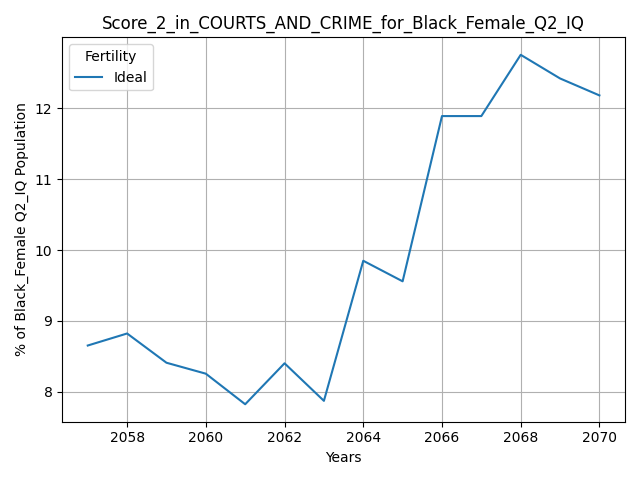 Score_2_in_COURTS_AND_CRIME_for_Black_Female_Q2_IQ
Fertility
Ideal
% of Black_Female Q2_IQ Population
12
11
10
9
8
2058 2060 2062 2064 2066 2068 2070
Years